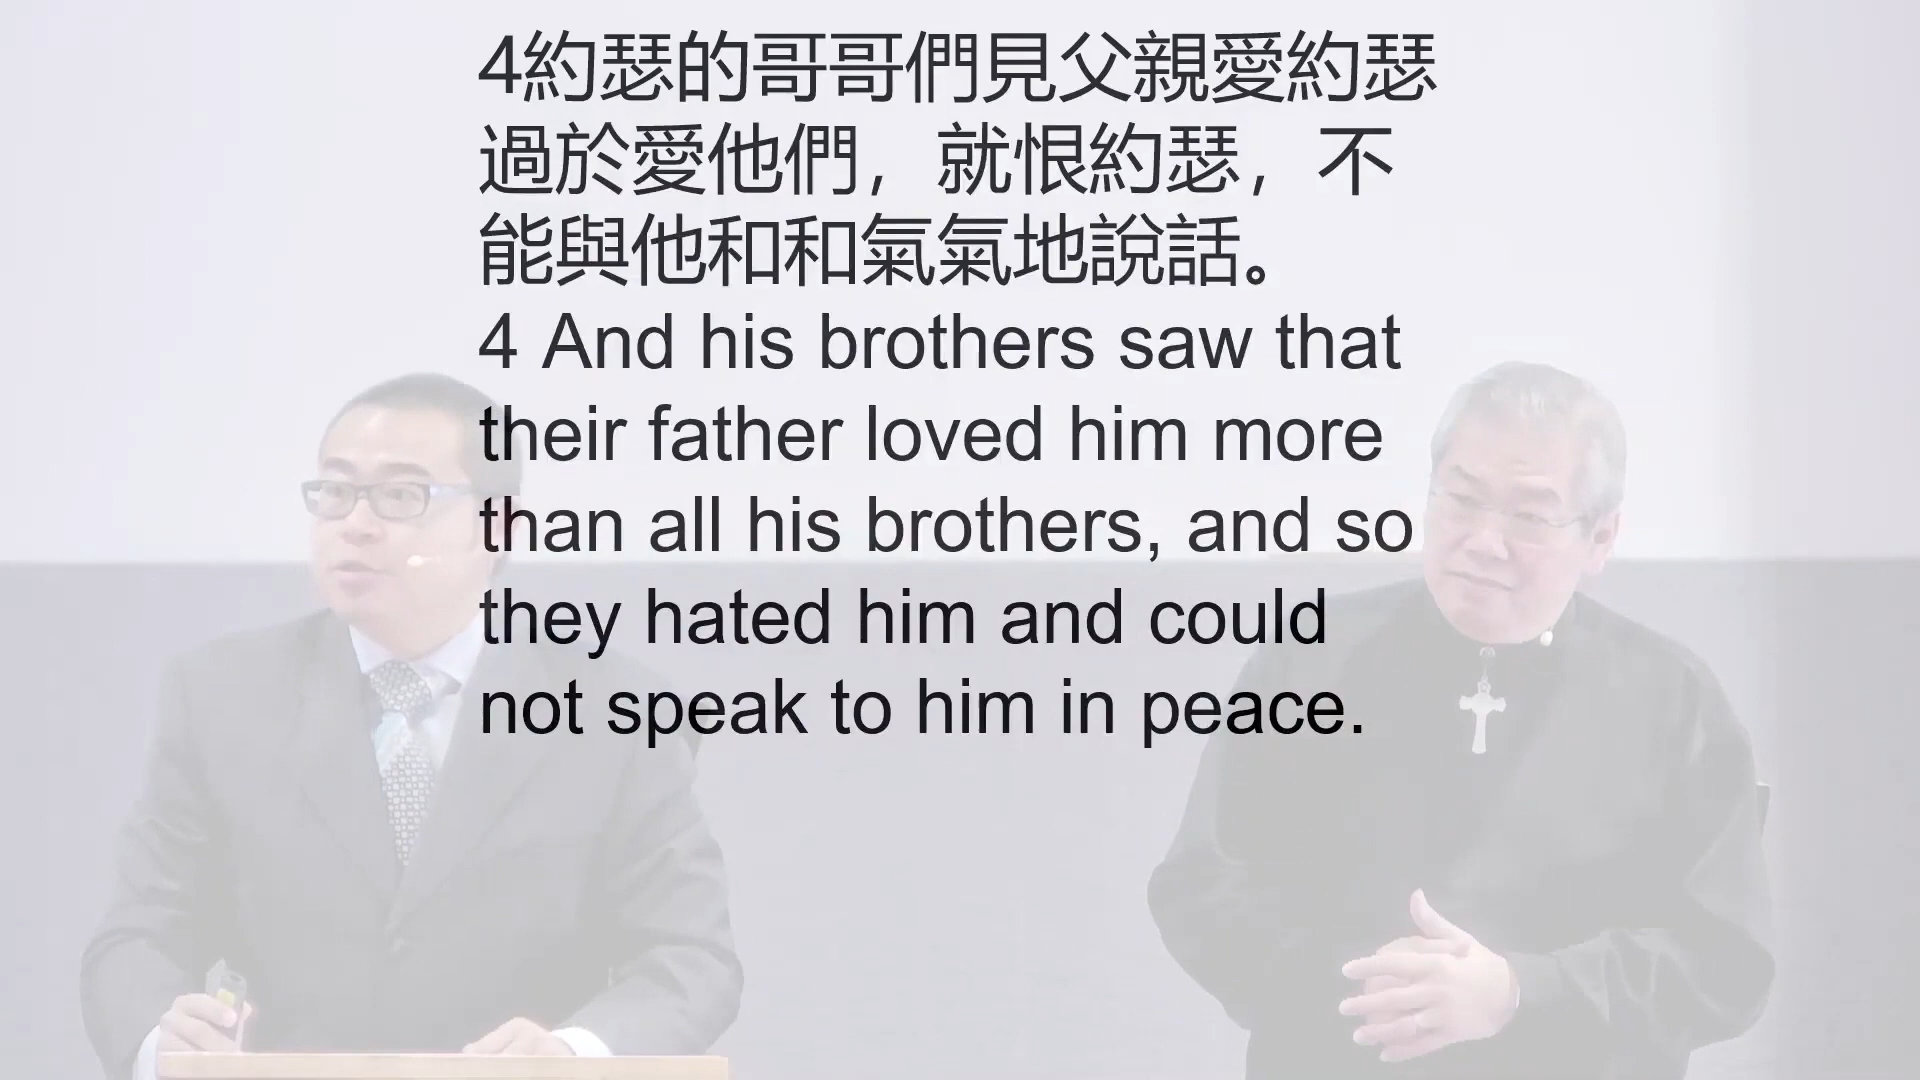 4約瑟的哥哥們見父親愛約瑟
過於愛他們，就恨約瑟，不
能與他和和氣氣地說話。
4 And his brothers saw that
their father loved him more
than all his brothers, and so
they hated him and could
not speak to him in peace.